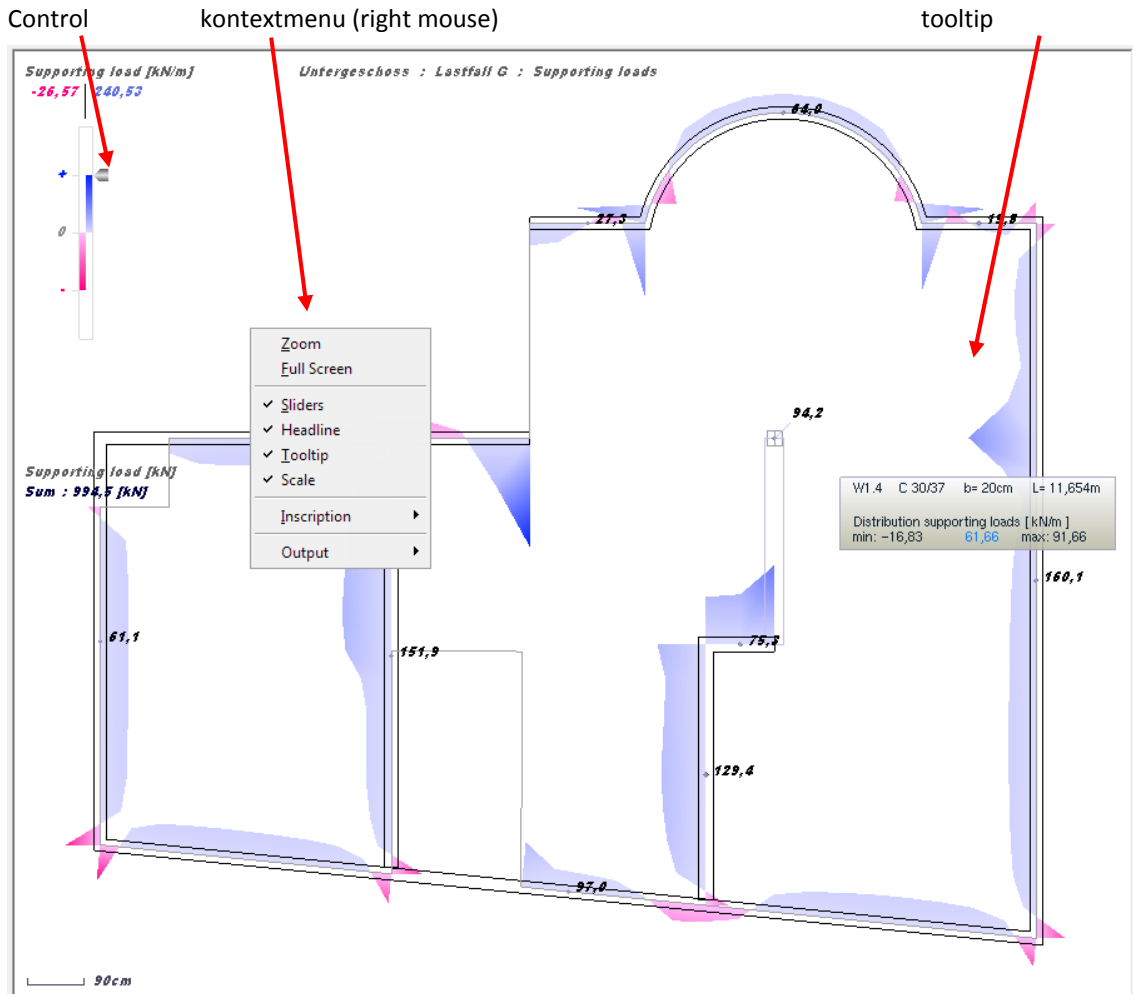 Control kontextmenu (right mouse) tooltip
Supporting load [kN/m] Untergeschoss : Lastfall G : Supporting loads
-26,57 240,53
64,0
+
0
-
27,3 19,8
Zoom
Full Screen
Sliders
Headline
Tooltip
Scale
Inscription
Output
94,2
Supporting load [kN]
Sum : 994,5 [kN]
W1.4 C 30/37 b= 20cm L= 11,654m
Distribution supporting loads [ kN/m ]
min: -16,83 61,66 max: 91,66
160,1
61,1
151,9
75,3
129,4
97,0
90cm